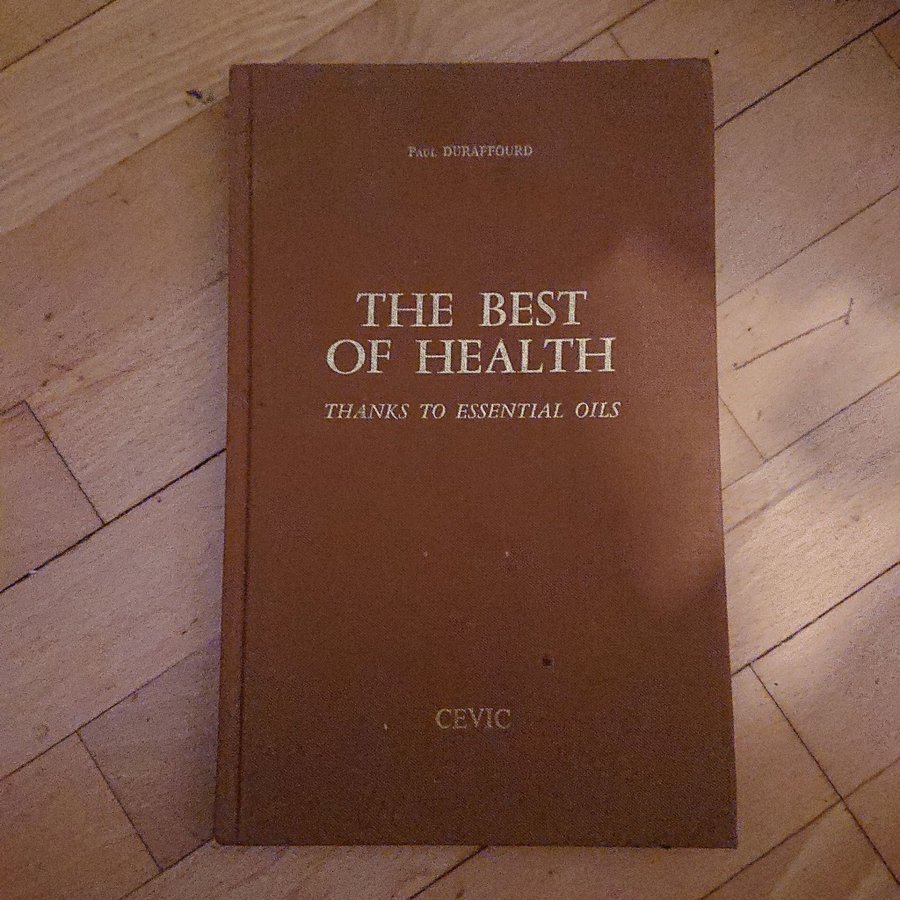 PAUL DURAFFOURD
THE BEST
OF HEALTH
THANKS TO ESSENTIAL OILS
CEVIC